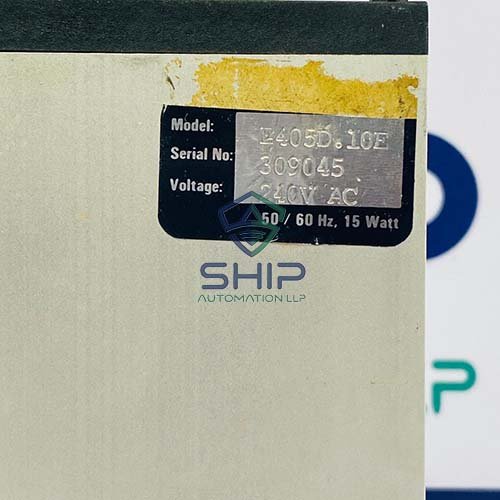 Model: E405D.10E
Serial No: 309045
Voltage: 240V AC
50 / 60 Hz, 15 Watt
SHIP
AUTOMATION LLP